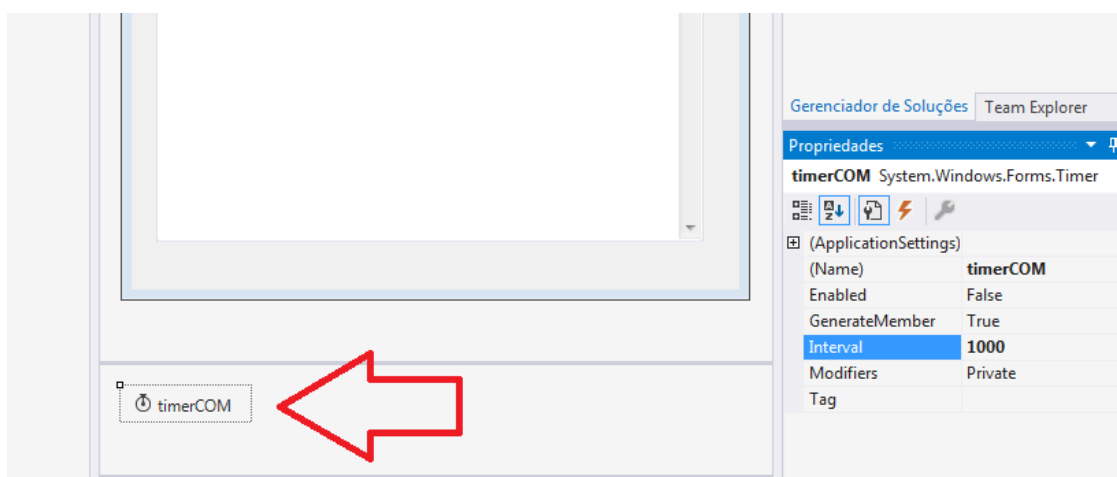 Gerenciador de Soluções Team Explorer
Propriedades
timerCOM System.Windows.Forms.Timer
(ApplicationSettings)
(Name) timerCOM
Enabled False
GenerateMember True
Interval 1000
Modifiers Private
Tag
timerCOM